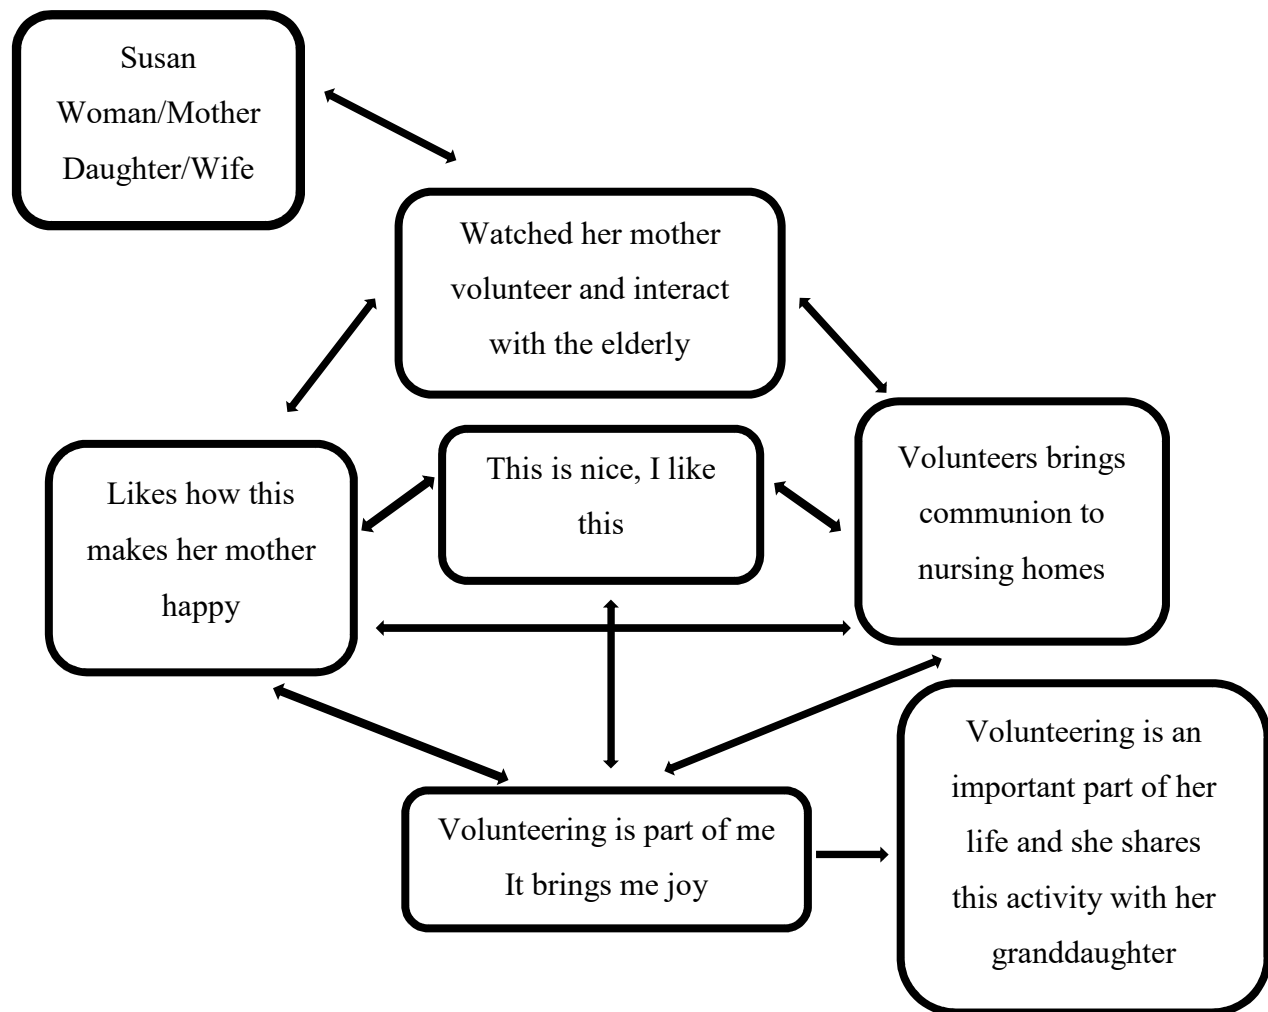 Susan
Woman/Mother
Daughter/Wife
Watched her mother
volunteer and interact
with the elderly
Likes how this
makes her mother
happy
This is nice, I like
this
Volunteers brings
communion to
nursing homes
Volunteering is part of me
It brings me joy
Volunteering is an
important part of her
life and she shares
this activity with her
granddaughter